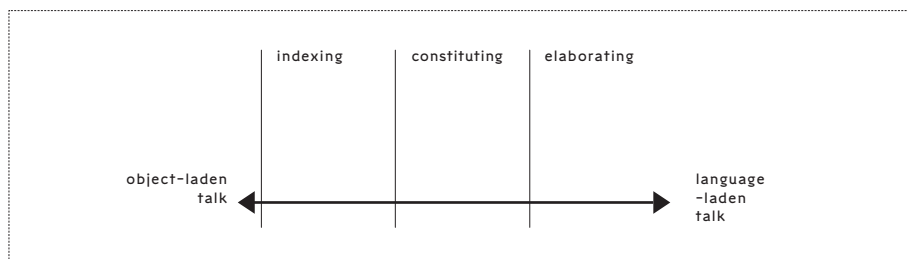 indexing
constituting
elaborating
object-laden
talk
language
-laden
talk